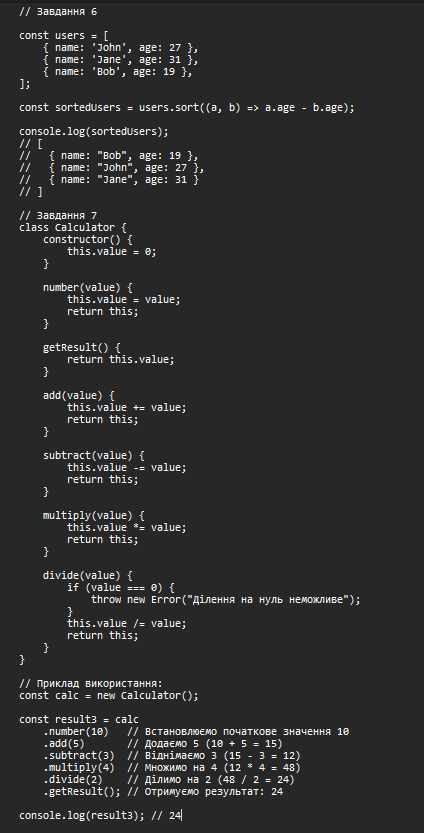 // Завдання 6
const users = [
    { name: 'John', age: 27 },
    { name: 'Jane', age: 31 },
    { name: 'Bob', age: 19 },
];
const sortedUsers = users.sort((a, b) => a.age - b.age);
console.log(sortedUsers);
// [
//   { name: "Bob", age: 19 },
//   { name: "John", age: 27 },
//   { name: "Jane", age: 31 }
// ]
// Завдання 7
class Calculator {
    constructor() {
        this.value = 0;
    }
    number(value) {
        this.value = value;
        return this;
    }
    getResult() {
        return this.value;
    }
    add(value) {
        this.value += value;
        return this;
    }
    subtract(value) {
        this.value -= value;
        return this;
    }
    multiply(value) {
        this.value *= value;
        return this;
    }
    divide(value) {
        if (value === 0) {
            throw new Error("Ділення на нуль неможливе");
        }
        this.value /= value;
        return this;
    }
}
// Приклад використання:
const calc = new Calculator();
const result3 = calc
    .number(10)   // Встановлюємо початкове значення 10
    .add(5)       // Додаємо 5 (10 + 5 = 15)
    .subtract(3)  // Віднімаємо 3 (15 - 3 = 12)
    .multiply(4)  // Множимо на 4 (12 * 4 = 48)
    .divide(2)    // Ділимо на 2 (48 / 2 = 24)
    .getResult(); // Отримуємо результат: 24
console.log(result3); // 24